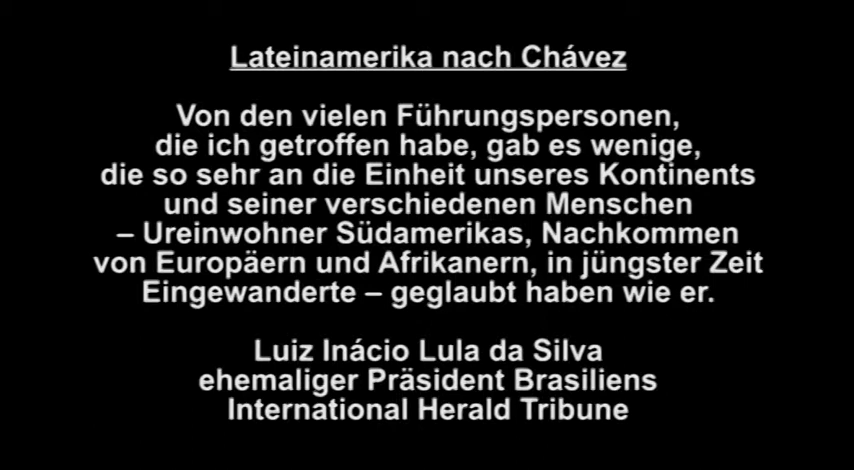 Lateinamerika nach Chávez
Von den vielen Führungspersonen,
die ich getroffen habe, gab es wenige,
die so sehr an die Einheit unseres Kontinents
und seiner verschiedenen Menschen
– Ureinwohner Südamerikas, Nachkommen
von Europäern und Afrikanern, in jüngster Zeit
Eingewanderte – geglaubt haben wie er.
Luiz Inácio Lula da Silva
ehemaliger Präsident Brasiliens
International Herald Tribune